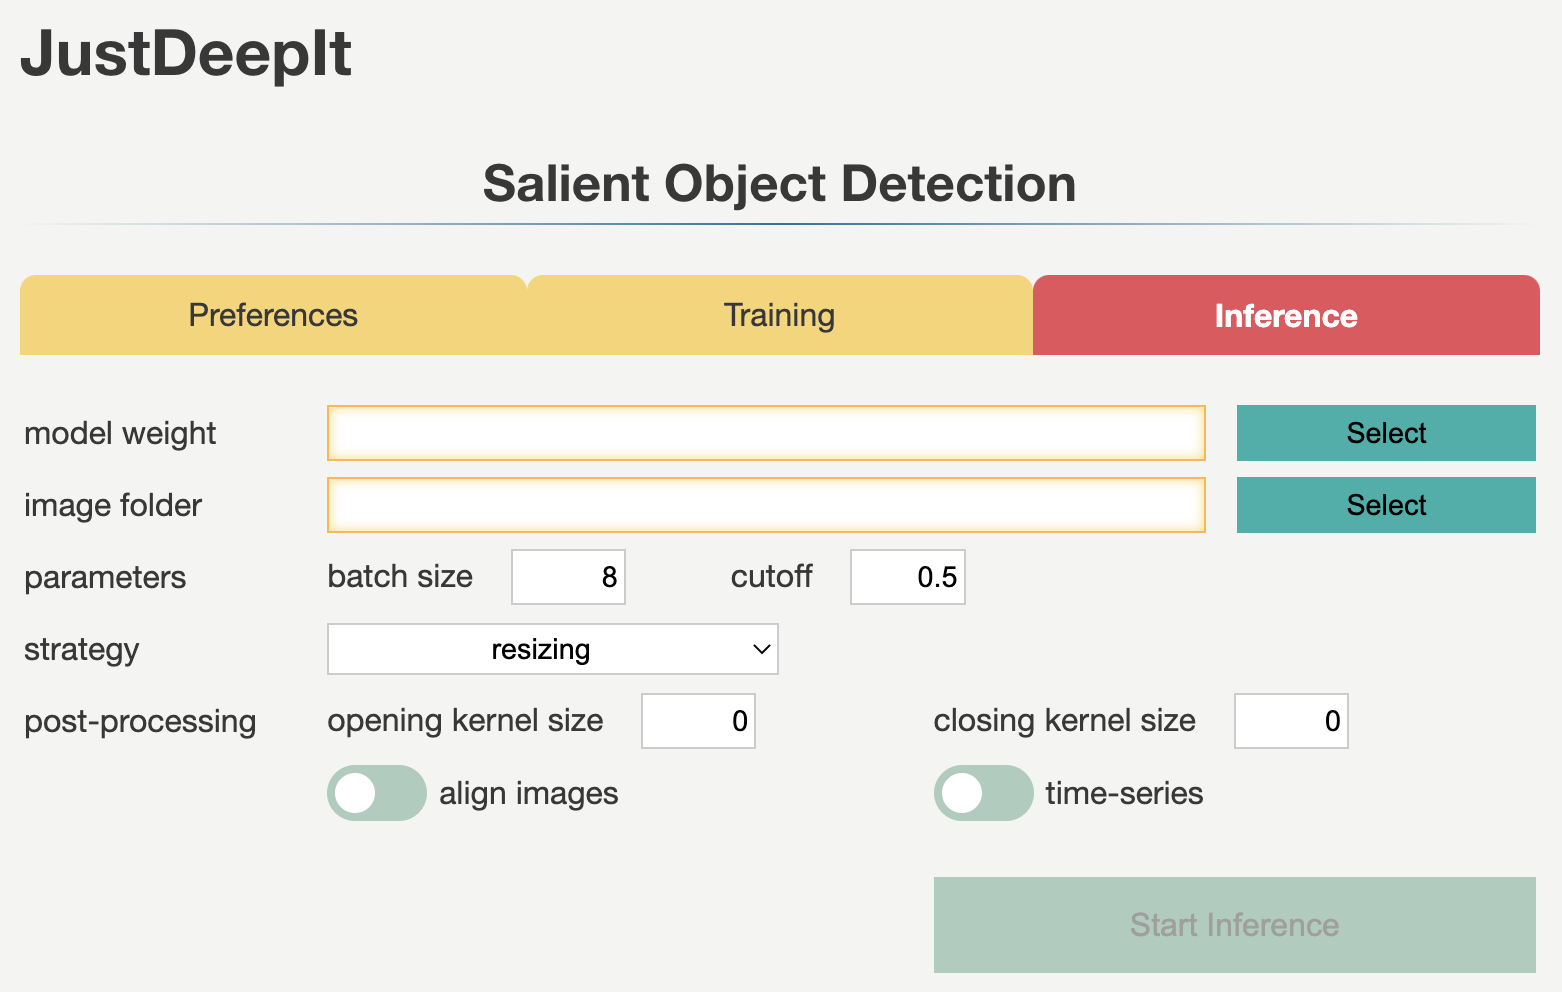 JustDeepIt
Salient Object Detection
Preferences Training Inference
model weight Select
image folder Select
parameters batch size 8 cutoff 0.5
strategy resizing
post-processing opening kernel size 0 closing kernel size 0
align images time-series
Start Inference